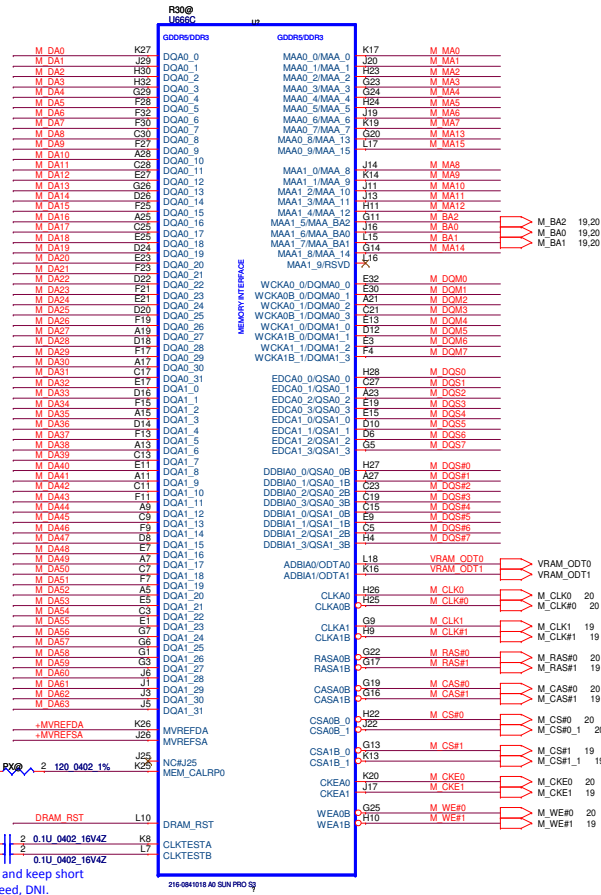 R30@
U666C
U?
GDDR5/DDR3 GDDR5/DDR3
M_DA0 K27 DQA0_0
M_DA1 J29 DQA0_1
M_DA2 H30 DQA0_2
M_DA3 H32 DQA0_3
M_DA4 G29 DQA0_4
M_DA5 F28 DQA0_5
M_DA6 F32 DQA0_6
M_DA7 F30 DQA0_7
M_DA8 C30 DQA0_8
M_DA9 F27 DQA0_9
M_DA10 A28 DQA0_10
M_DA11 C28 DQA0_11
M_DA12 E27 DQA0_12
M_DA13 G26 DQA0_13
M_DA14 D26 DQA0_14
M_DA15 F25 DQA0_15
M_DA16 A25 DQA0_16
M_DA17 C25 DQA0_17
M_DA18 E25 DQA0_18
M_DA19 D24 DQA0_19
M_DA20 E23 DQA0_20
M_DA21 F23 DQA0_21
M_DA22 D22 DQA0_22
M_DA23 F21 DQA0_23
M_DA24 E21 DQA0_24
M_DA25 D20 DQA0_25
M_DA26 F19 DQA0_26
M_DA27 A19 DQA0_27
M_DA28 D18 DQA0_28
M_DA29 F17 DQA0_29
M_DA30 A17 DQA0_30
M_DA31 C17 DQA0_31
M_DA32 E17 DQA1_0
M_DA33 D16 DQA1_1
M_DA34 F15 DQA1_2
M_DA35 A15 DQA1_3
M_DA36 D14 DQA1_4
M_DA37 F13 DQA1_5
M_DA38 A13 DQA1_6
M_DA39 C13 DQA1_7
M_DA40 E11 DQA1_8
M_DA41 A11 DQA1_9
M_DA42 C11 DQA1_10
M_DA43 F11 DQA1_11
M_DA44 A9 DQA1_12
M_DA45 C9 DQA1_13
M_DA46 F9 DQA1_14
M_DA47 D8 DQA1_15
M_DA48 E7 DQA1_16
M_DA49 A7 DQA1_17
M_DA50 C7 DQA1_18
M_DA51 F7 DQA1_19
M_DA52 A5 DQA1_20
M_DA53 E5 DQA1_21
M_DA54 C3 DQA1_22
M_DA55 E1 DQA1_23
M_DA56 G7 DQA1_24
M_DA57 G6 DQA1_25
M_DA58 G1 DQA1_26
M_DA59 G3 DQA1_27
M_DA60 J6 DQA1_28
M_DA61 J1 DQA1_29
M_DA62 J3 DQA1_30
M_DA63 J5 DQA1_31
+MVREFDA K26 MVREFDA
+MVREFSA J26 MVREFSA
J25 NC#J25
PX@ 2 120_0402_1% K25 MEM_CALRP0
DRAM_RST L10 DRAM_RST
2 0.1U_0402_16V4Z K8 CLKTESTA
2 L7 CLKTESTB
0.1U_0402_16V4Z
and keep short
eed, DNI.
MEMORY INTERFACE
MAA0_0/MAA_0 K17 M_MA0
MAA0_1/MAA_1 J20 M_MA1
MAA0_2/MAA_2 H23 M_MA2
MAA0_3/MAA_3 G23 M_MA3
MAA0_4/MAA_4 G24 M_MA4
MAA0_5/MAA_5 H24 M_MA5
MAA0_6/MAA_6 J19 M_MA6
MAA0_7/MAA_7 K19 M_MA7
MAA0_8/MAA_13 G20 M_MA13
MAA0_9/MAA_15 L17 M_MA15
MAA1_0/MAA_8 J14 M_MA8
MAA1_1/MAA_9 K14 M_MA9
MAA1_2/MAA_10 J11 M_MA10
MAA1_3/MAA_11 J13 M_MA11
MAA1_4/MAA_12 H11 M_MA12
MAA1_5/MAA_BA2 G11 M_BA2 M_BA2 19,20
MAA1_6/MAA_BA0 J16 M_BA0 M_BA0 19,20
MAA1_7/MAA_BA1 L15 M_BA1 M_BA1 19,20
MAA1_8/MAA_14 G14 M_MA14
MAA1_9/RSVD L16
WCKA0_0/DQMA0_0 E32 M_DQM0
WCKA0B_0/DQMA0_1 E30 M_DQM1
WCKA0_1/DQMA0_2 A21 M_DQM2
WCKA0B_1/DQMA0_3 C21 M_DQM3
WCKA1_0/DQMA1_0 E13 M_DQM4
WCKA1B_0/DQMA1_1 D12 M_DQM5
WCKA1_1/DQMA1_2 E3 M_DQM6
WCKA1B_1/DQMA1_3 F4 M_DQM7
EDCA0_0/QSA0_0 H28 M_DQS0
EDCA0_1/QSA0_1 C27 M_DQS1
EDCA0_2/QSA0_2 A23 M_DQS2
EDCA0_3/QSA0_3 E19 M_DQS3
EDCA1_0/QSA1_0 E15 M_DQS4
EDCA1_1/QSA1_1 D10 M_DQS5
EDCA1_2/QSA1_2 D6 M_DQS6
EDCA1_3/QSA1_3 G5 M_DQS7
DDBIA0_0/QSA0_0B H27 M_DQS#0
DDBIA0_1/QSA0_1B A27 M_DQS#1
DDBIA0_2/QSA0_2B C23 M_DQS#2
DDBIA0_3/QSA0_3B C19 M_DQS#3
DDBIA1_0/QSA1_0B C15 M_DQS#4
DDBIA1_1/QSA1_1B E9 M_DQS#5
DDBIA1_2/QSA1_2B C5 M_DQS#6
DDBIA1_3/QSA1_3B H4 M_DQS#7
ADBIA0/ODTA0 L18 VRAM_ODT0 VRAM_ODT0
ADBIA1/ODTA1 K16 VRAM_ODT1 VRAM_ODT1
CLKA0 H26 M_CLK0 M_CLK0 20
CLKA0B H25 M_CLK#0 M_CLK#0 20
CLKA1 G9 M_CLK1 M_CLK1 19
CLKA1B H9 M_CLK#1 M_CLK#1 19
RASA0B G22 M_RAS#0 M_RAS#0 20
RASA1B G17 M_RAS#1 M_RAS#1 19
CASA0B G19 M_CAS#0 M_CAS#0 20
CASA1B G16 M_CAS#1 M_CAS#1 19
CSA0B_0 H22 M_CS#0 M_CS#0 20
CSA0B_1 J22 M_CS#0_1 20
CSA1B_0 G13 M_CS#1 M_CS#1 19
CSA1B_1 K13 M_CS#1_1 19
CKEA0 K20 M_CKE0 M_CKE0 20
CKEA1 J17 M_CKE1 M_CKE1 19
WEA0B G25 M_WE#0 M_WE#0 20
WEA1B H10 M_WE#1 M_WE#1 19
216-0841018 A0 SUN PRO S3